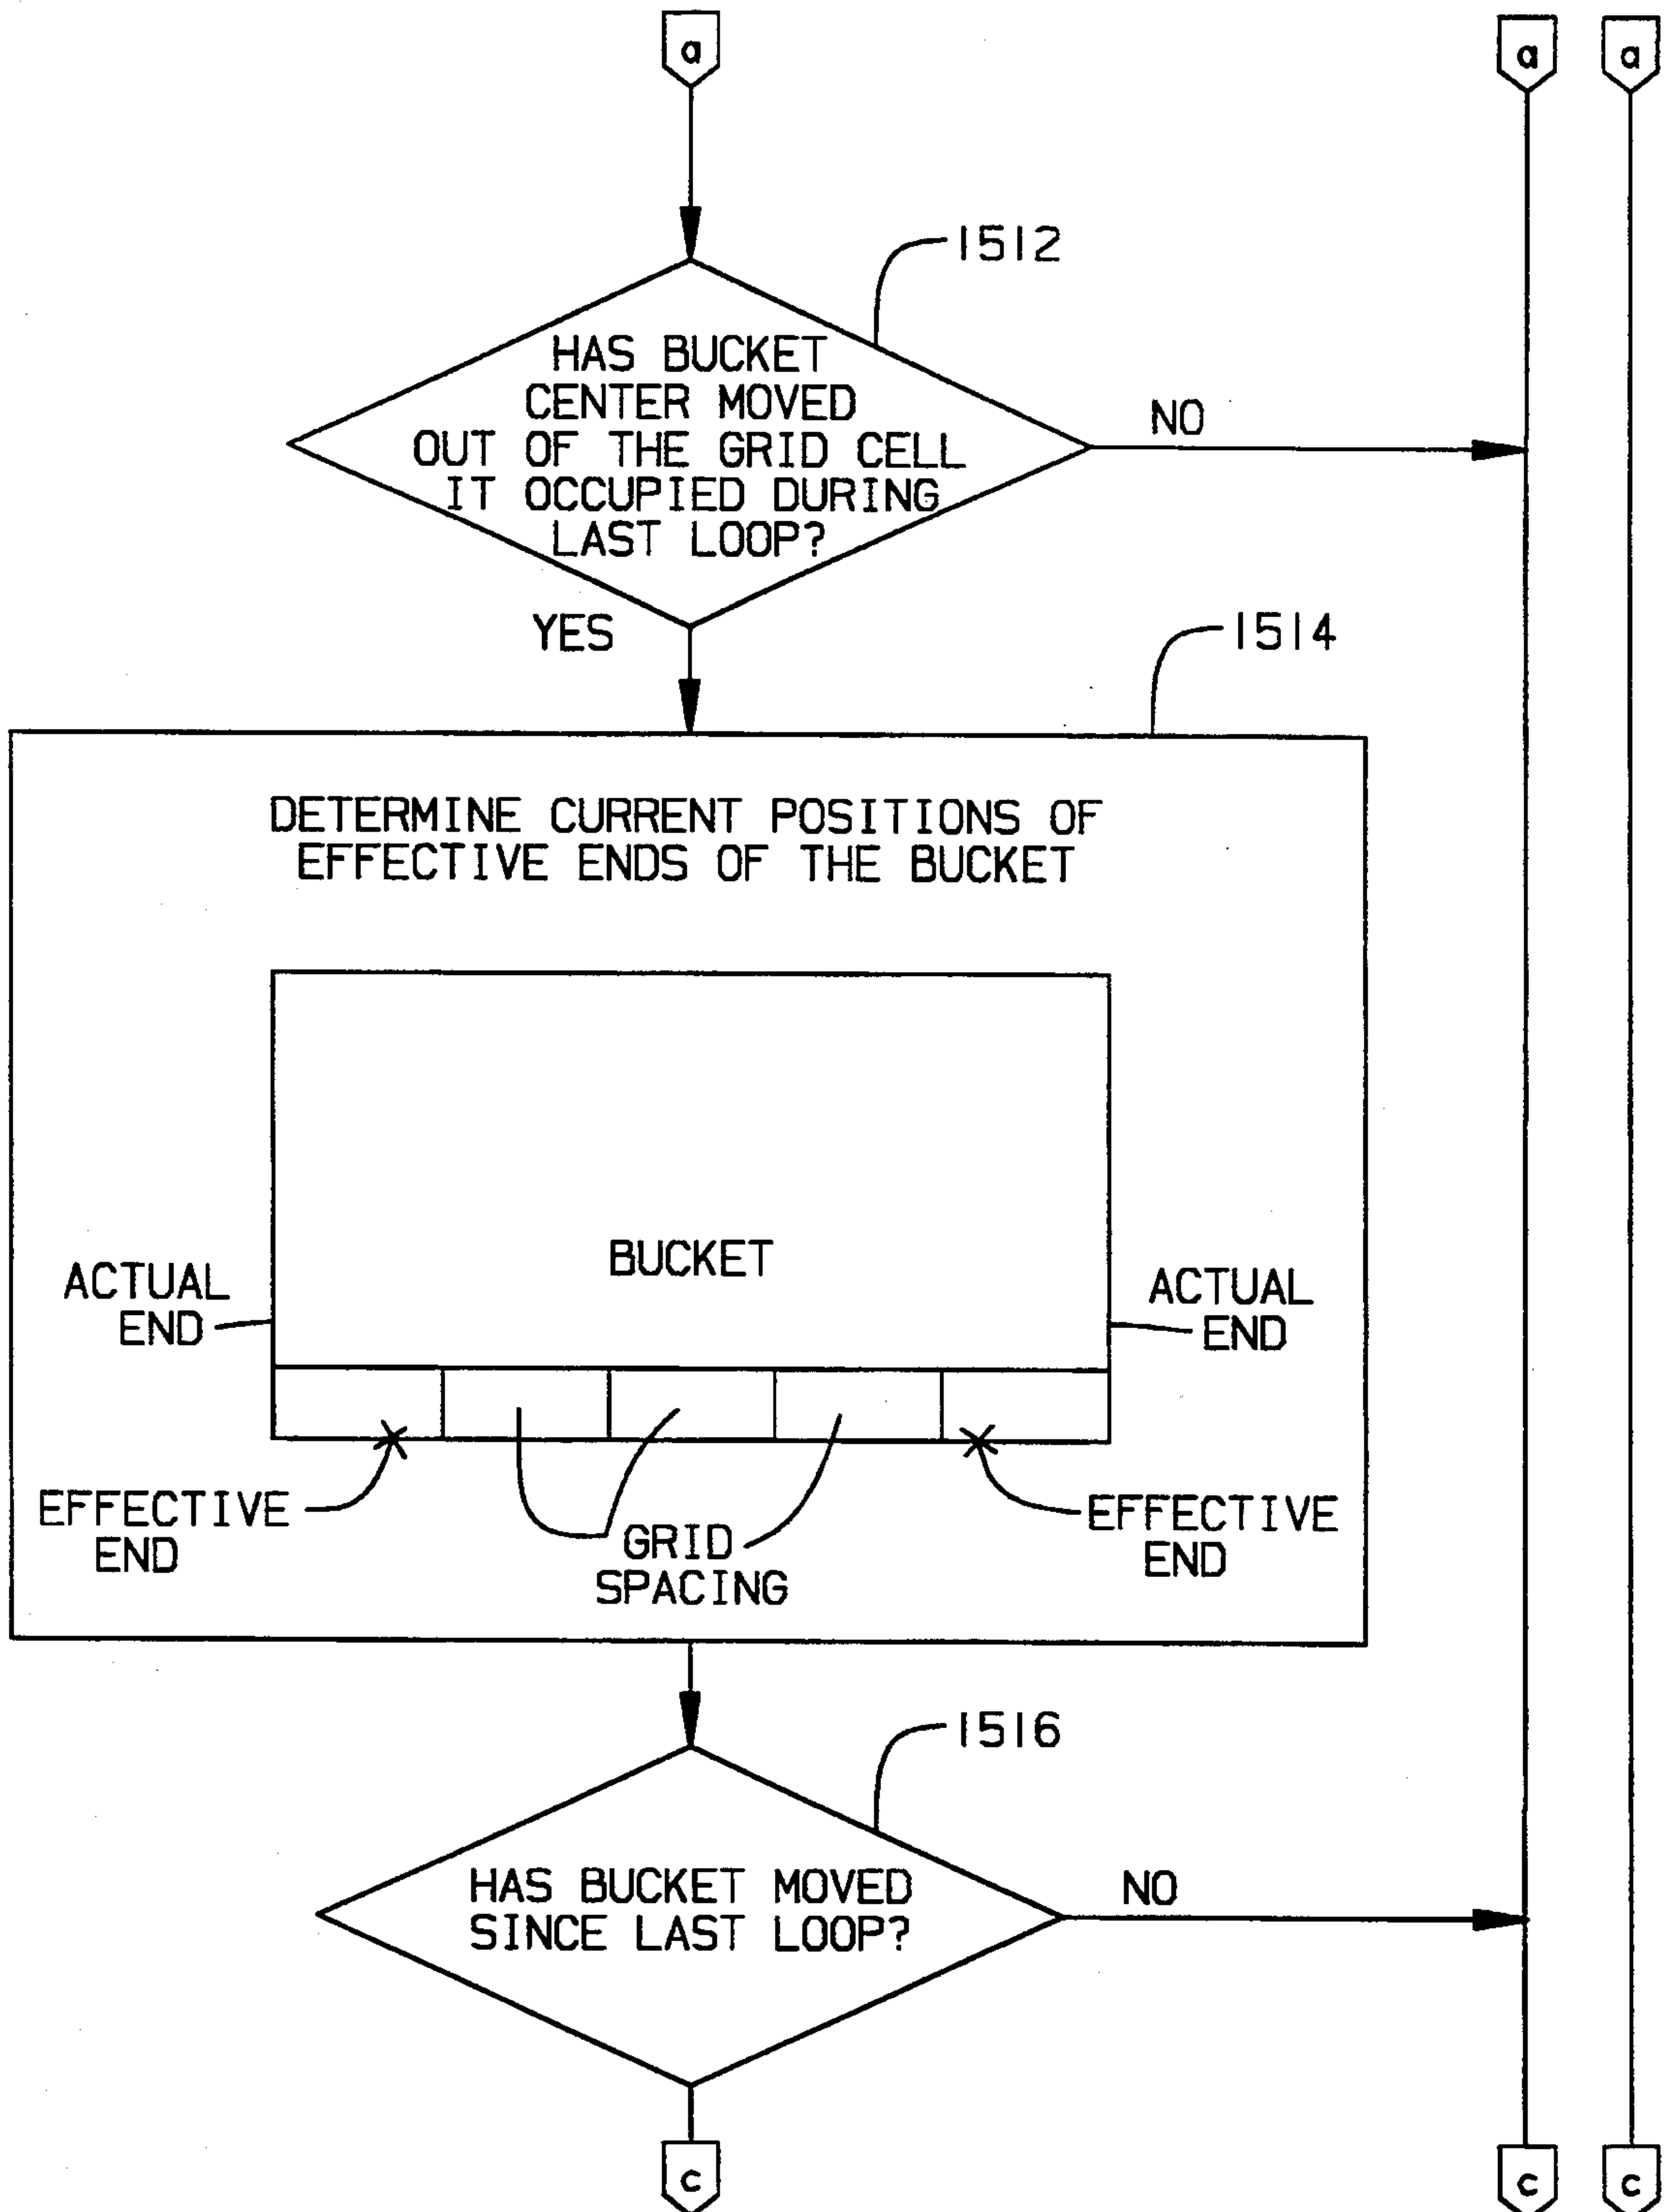 a
a
a
1512
HAS BUCKET
CENTER MOVED
OUT OF THE GRID CELL
IT OCCUPIED DURING
LAST LOOP?
NO
YES
1514
DETERMINE CURRENT POSITIONS OF
EFFECTIVE ENDS OF THE BUCKET
BUCKET
ACTUAL
END
ACTUAL
END
EFFECTIVE
END
GRID
SPACING
EFFECTIVE
END
1516
HAS BUCKET MOVED
SINCE LAST LOOP?
NO
c
c
c